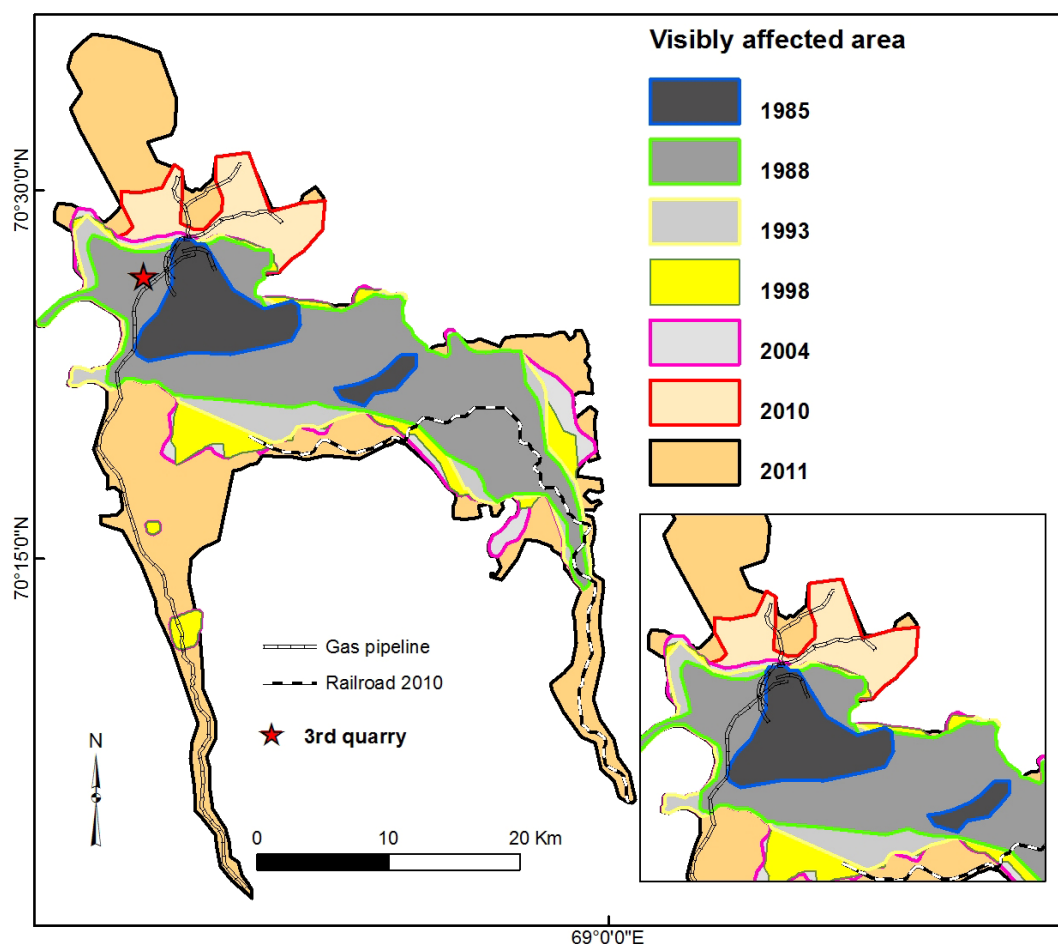 Visibly affected area
1985
1988
1993
1998
2004
2010
2011
70°30'0"N
70°15'0"N
Gas pipeline
Railroad 2010
3rd quarry
N
0 10 20 Km
69°0'0"E